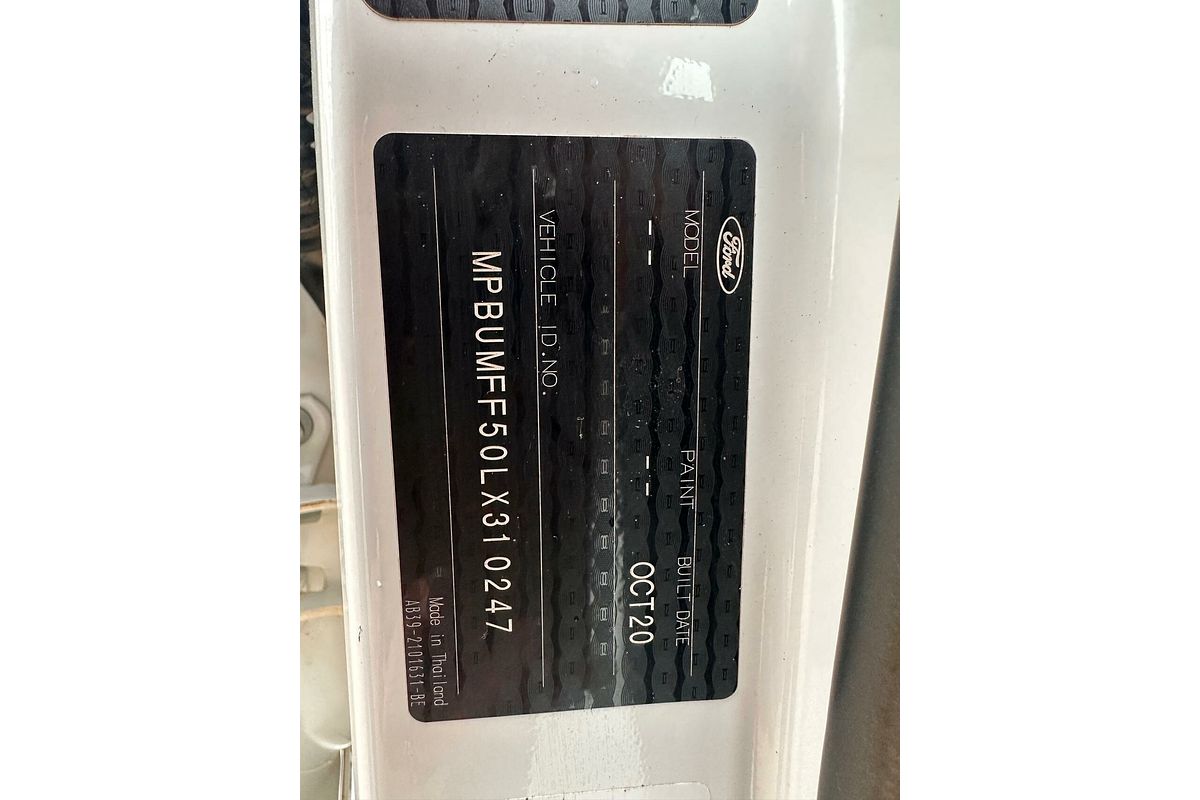 Ford
MODEL PAINT BUILT DATE
-- -- OCT20
VEHICLE ID.NO.
MPBUMFF50LX310247
Made in Thailand
AB39-2101631-BE